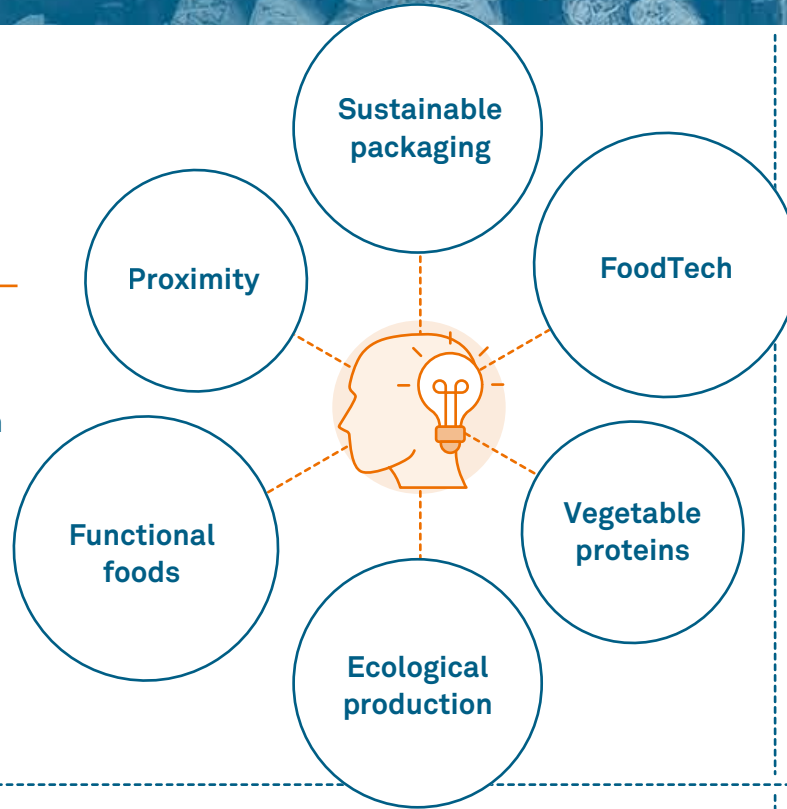 Sustainable
packaging
FoodTech
Proximity
Functional
foods
Vegetable
proteins
Ecological
production